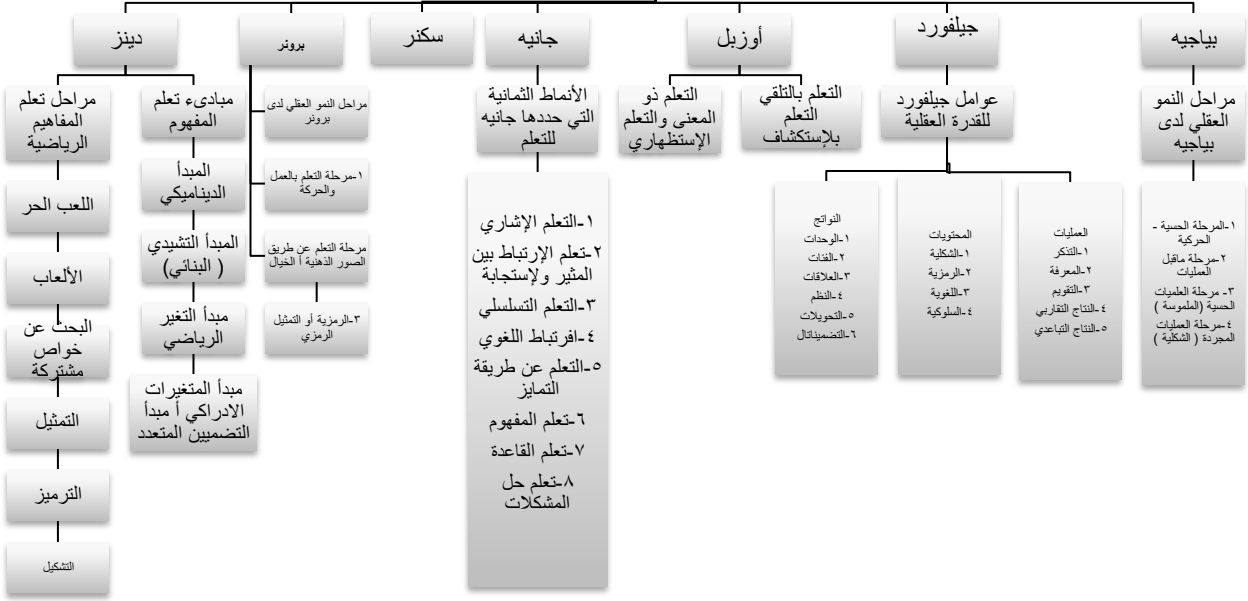 بياجيه
مراحل النمو
العقلي لدى
بياجيه
١-المرحلة الحسية -
الحركية
٢-مرحلة ماقبل
العمليات
٣- مرحلة العلميات
الحسية (الملموسة )
٤-مرحلة العمليات
المجردة ( الشكلية )
جيلفورد
عوامل جيلفورد
للقدرة العقلية
العمليات
١-التذكر
٢-المعرفة
٣-التقويم
٤-النتاج التقاربي
٥-النتاج التباعدي
المحتويات
١-الشكلية
٢-الرمزية
٣-اللغوية
٤-السلوكية
النواتج
١-الوحدات
٢-الفئات
٣-العلاقات
٤-النظم
٥-التحويلات
٦-التضميناتال
أوزبل
التعلم بالتلقي
التعلم
بلإستكشاف
التعلم ذو
المعنى والتعلم
الإستظهاري
جانيه
الأنماط الثمانية
التي حددها جانيه
للتعلم
١-التعلم الإشاري
٢-تعلم الإرتباط بين
المثير ولإستجابة
٣-التعلم التسلسلي
٤-افرتباط اللغوي
٥-التعلم عن طريقة
التمايز
٦-تعلم المفهوم
٧-تعلم القاعدة
٨-تعلم حل
المشكلات
سكنر
برونر
مراحل النمو العقلي لدى
برونر
١-مرحلة التعلم بالعمل
والحركة
مرحلة التعلم عن طريق
الصور الذهنية أ الخيال
٣-الرمزية أو التمثيل
الرمزي
دينز
مبادىء تعلم
المفهوم
المبدأ
الديناميكي
المبدأ التشيدي
( البنائي)
مبدأ التغير
الرياضي
مبدأ المتغيرات
الادراكي أ مبدأ
التضميين المتعدد
مراحل تعلم
المفاهيم
الرياضية
اللعب الحر
الألعاب
البحث عن
خواص
مشتركة
التمثيل
الترميز
التشكيل